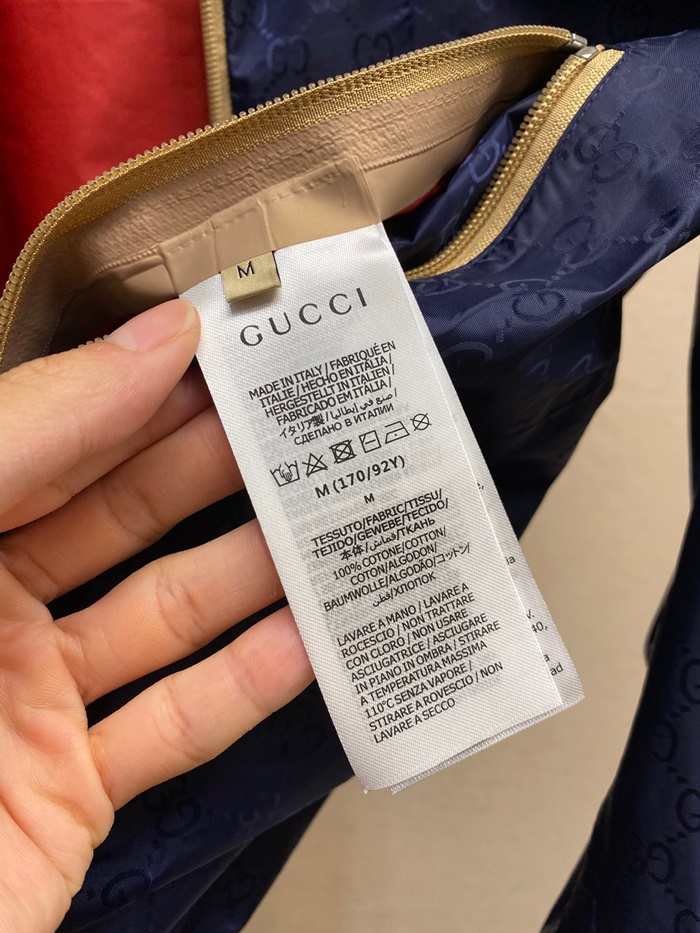 M
GUCCI
MADE IN ITALY / FABRIQUÉ EN
ITALIE / HECHO EN ITALIA /
HERGESTELLT IN ITALIEN /
FABRICADO EM ITÁLIA /
イタリア製 / صنع في إيطاليا /
СДЕЛАНО В ИТАЛИИ
M (170/92Y)
M
TESSUTO/FABRIC/TISSU/
TEJIDO/GEWEBE/TECIDO/
本体/قماش/ТКАНЬ
100% COTONE/COTTON/
COTON/ALGODON/
BAUMWOLLE/ALGODÃO/コットン/
قطن/ХЛОПОК
LAVARE A MANO / LAVARE A
ROCESCIO / NON TRATTARE
CON CLORO / NON USARE
ASCIUGATRICE / ASCIUGARE
IN PIANO IN OMBRA / STIRARE
A TEMPERATURA MASSIMA
110°C SENZA VAPORE /
STIRARE A ROVESCIO / NON
LAVARE A SECCO